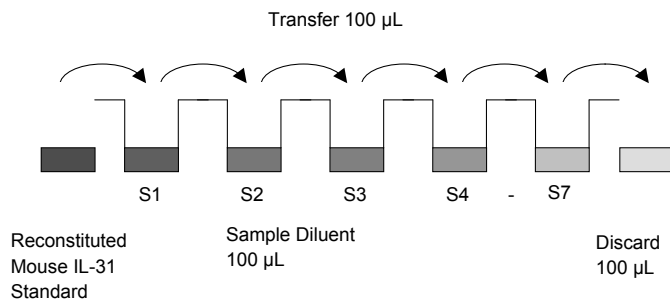 Transfer 100 µL
S1 S2 S3 S4 - S7
Reconstituted
Mouse IL-31
Standard
Sample Diluent
100 µL
Discard
100 µL